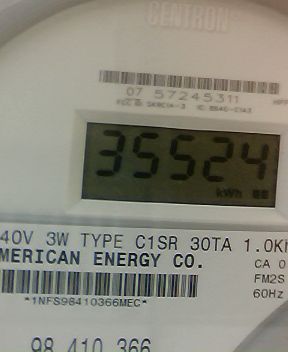 CENTRON
07 57245311
35524
kWh
40V 3W TYPE C1SR 30TA 1.0K
MERICAN ENERGY CO.
CA 0
FM2S
60Hz
*1NFS98410366MEC*
98 410 366